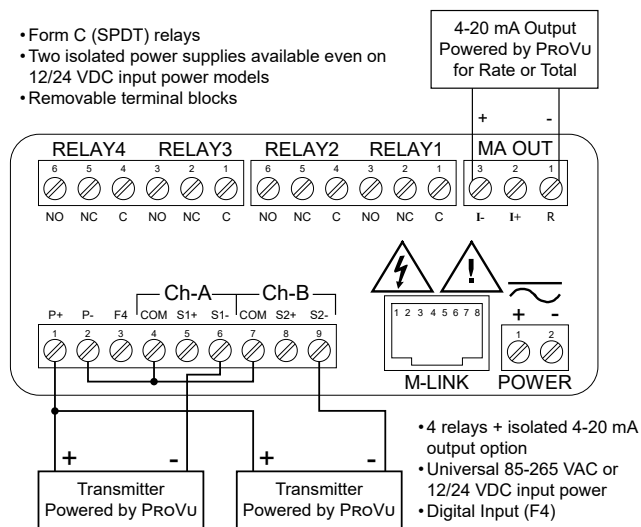 • Form C (SPDT) relays
• Two isolated power supplies available even on
12/24 VDC input power models
• Removable terminal blocks
4-20 mA Output
Powered by PROVU
for Rate or Total
+ -
RELAY4 RELAY3 RELAY2 RELAY1 MA OUT
6 5 4 3 2 1 6 5 4 3 2 1 3 2 1
NO NC C NO NC C NO NC C NO NC C I- I+ R
Ch-A Ch-B
P+ P- F4 COM S1+ S1- COM S2+ S2-
1 2 3 4 5 6 7 8 9
!
1 2 3 4 5 6 7 8
M-LINK
+ -
1 2
POWER
+ -
Transmitter
Powered by PROVU
+ -
Transmitter
Powered by PROVU
• 4 relays + isolated 4-20 mA
output option
• Universal 85-265 VAC or
12/24 VDC input power
• Digital Input (F4)